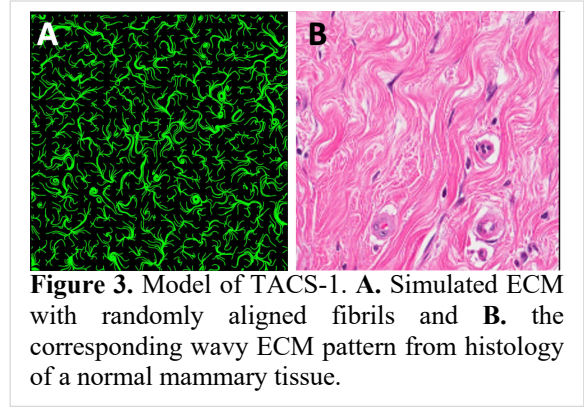 A
B
Figure 3. Model of TACS-1. A. Simulated ECM
with randomly aligned fibrils and B. the
corresponding wavy ECM pattern from histology
of a normal mammary tissue.